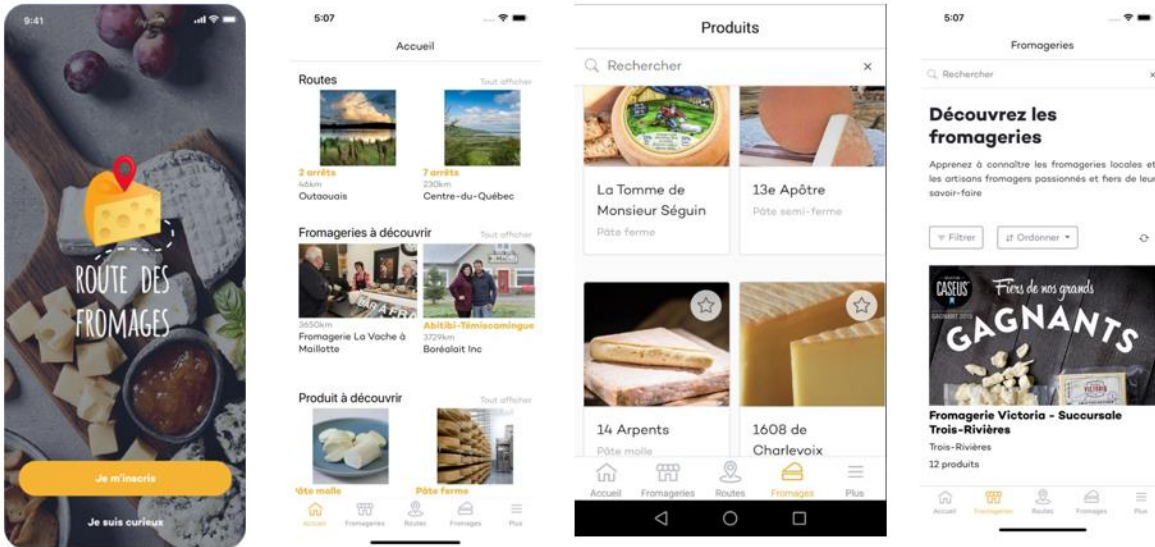 9:41
ROUTE DES
FROMAGES
Je m'inscris
Je suis curieux
5:07
Accueil
Routes
Tout afficher
2 arrêts
46km
Outaouais
7 arrêts
230km
Centre-du-Québec
Fromageries à découvrir
Tout afficher
BAR À FRO
3650km
Fromagerie La Vache à
Maillotte
Abitibi-Témiscamingue
3729km
Boréalait Inc
Produit à découvrir
Tout afficher
Pâte molle
Pâte ferme
Accueil
Fromageries
Routes
Fromages
Plus
Produits
Rechercher
×
La Tomme de
Monsieur Séguin
Pâte ferme
13e Apôtre
Pâte semi-ferme
14 Arpents
Pâte molle
1608 de
Charlevoix
Accueil
Fromageries
Routes
Fromages
Plus
5:07
Fromageries
Rechercher
×
Découvrez les
fromageries
Apprenez à connaître les fromageries locales et
les artisans fromagers passionnés et fiers de leur
savoir-faire
Filtrer
Ordonner
CASEUS
GAGNANT 2015
Fiers de nos grands
GAGNANTS
VICTORIA
Fromagerie Victoria - Succursale
Trois-Rivières
Trois-Rivières
12 produits
Accueil
Fromageries
Routes
Fromages
Plus